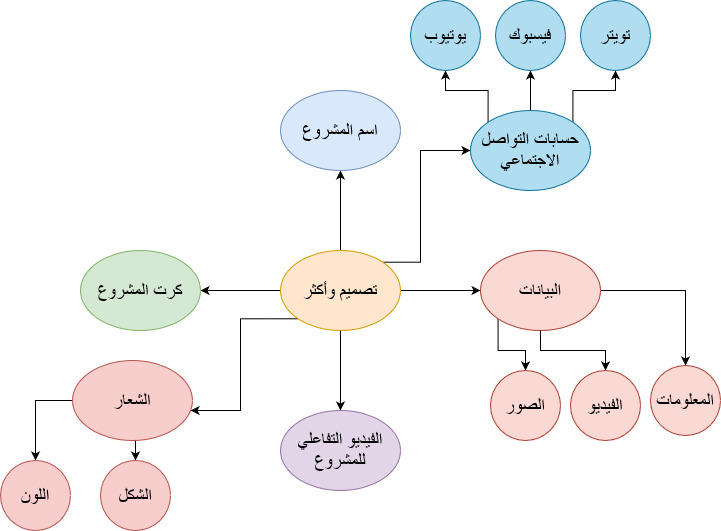 تويتر
فيسبوك
يوتيوب
حسابات التواصل
الاجتماعي
اسم المشروع
البيانات
تصميم وأكثر
كرت المشروع
المعلومات
الفيديو
الصور
الشعار
الفيديو التفاعلي
للمشروع
الشكل
اللون